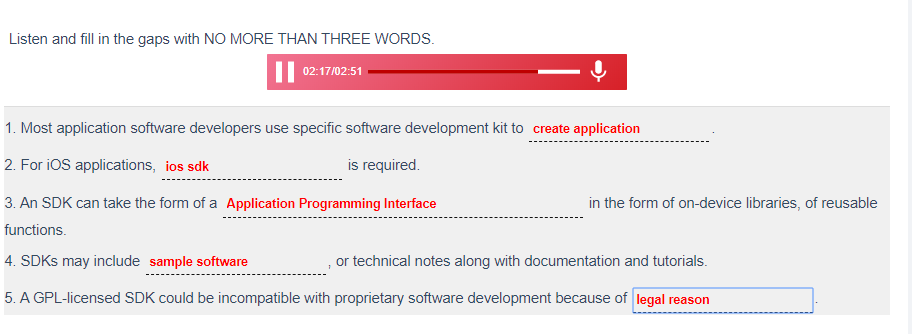 Listen and fill in the gaps with NO MORE THAN THREE WORDS.
02:17/02:51
1. Most application software developers use specific software development kit to create application .
2. For iOS applications, ios sdk is required.
3. An SDK can take the form of a Application Programming Interface in the form of on-device libraries, of reusable
functions.
4. SDKs may include sample software , or technical notes along with documentation and tutorials.
5. A GPL-licensed SDK could be incompatible with proprietary software development because of legal reason .